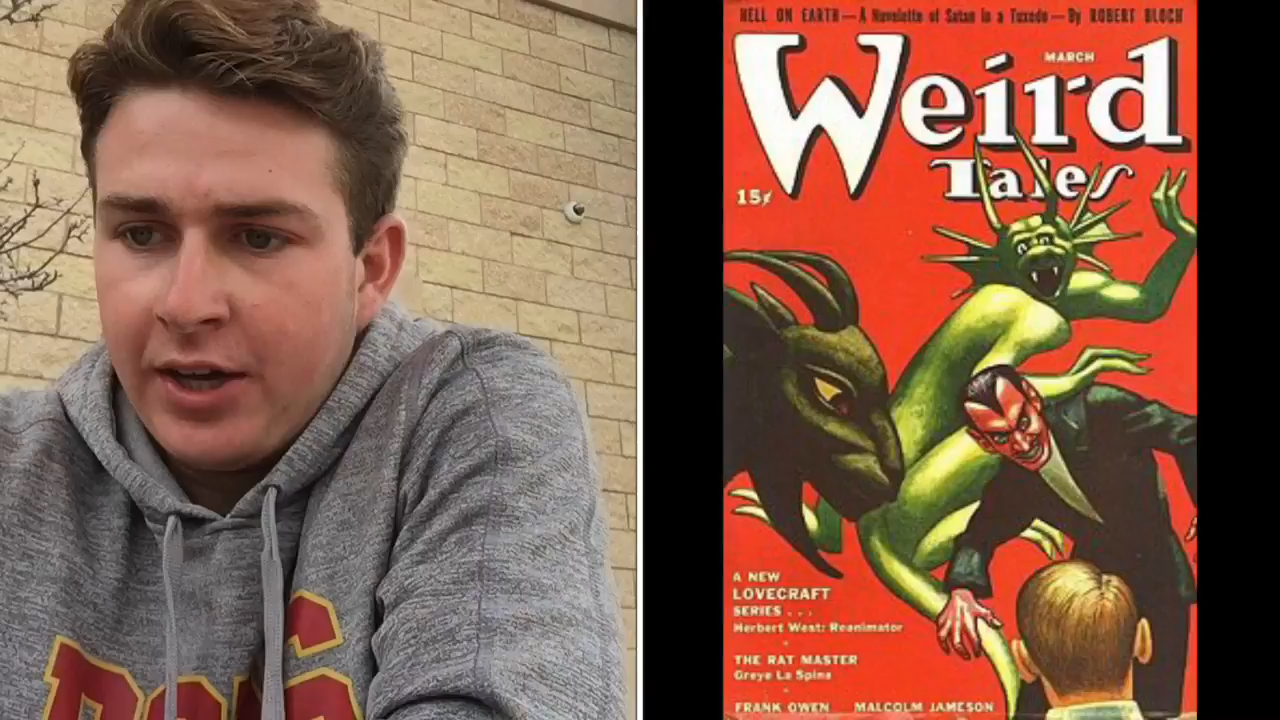 HELL ON EARTH—A Novelette of Satan in a Tuxedo—By ROBERT BLOCH
MARCH
Weird
Tales
15¢
A NEW
LOVECRAFT
SERIES . . .
Herbert West: Reanimator
THE RAT MASTER
Greye La Spina
FRANK OWEN MALCOLM JAMESON